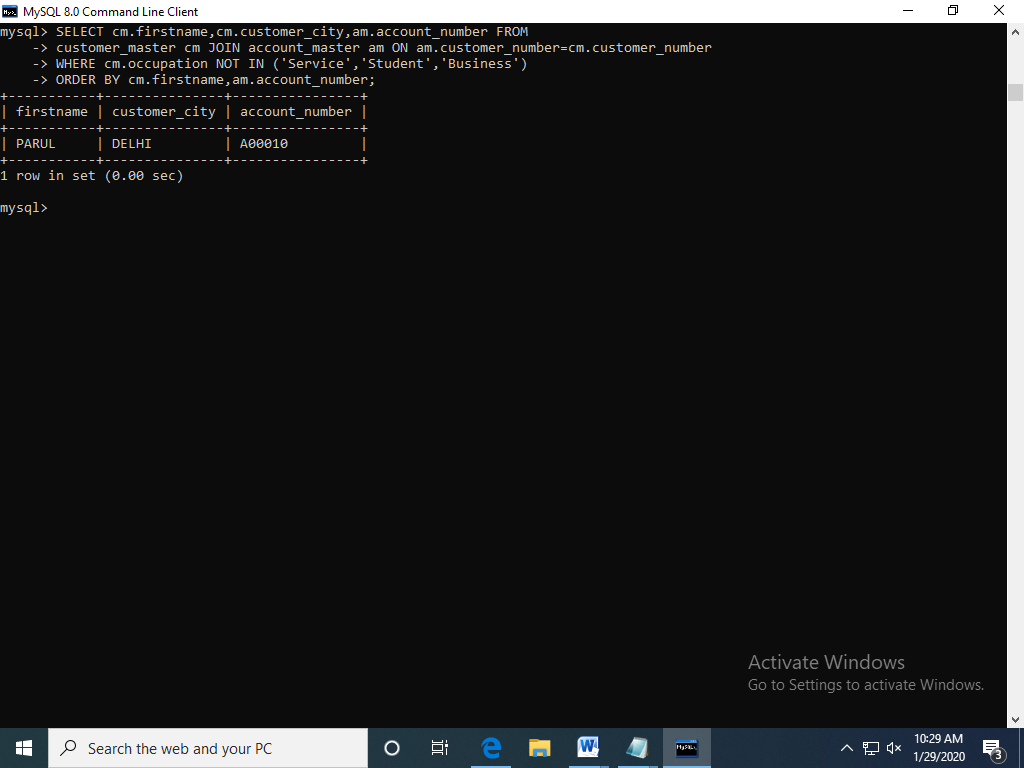 MySQL 8.0 Command Line Client
mysql> SELECT cm.firstname,cm.customer_city,am.account_number FROM
    -> customer_master cm JOIN account_master am ON am.customer_number=cm.customer_number
    -> WHERE cm.occupation NOT IN ('Service','Student','Business')
    -> ORDER BY cm.firstname,am.account_number;
+-----------+---------------+----------------+
| firstname | customer_city | account_number |
+-----------+---------------+----------------+
| PARUL     | DELHI         | A00010         |
+-----------+---------------+----------------+
1 row in set (0.00 sec)
mysql>
Activate Windows
Go to Settings to activate Windows.
Search the web and your PC
10:29 AM
1/29/2020
3